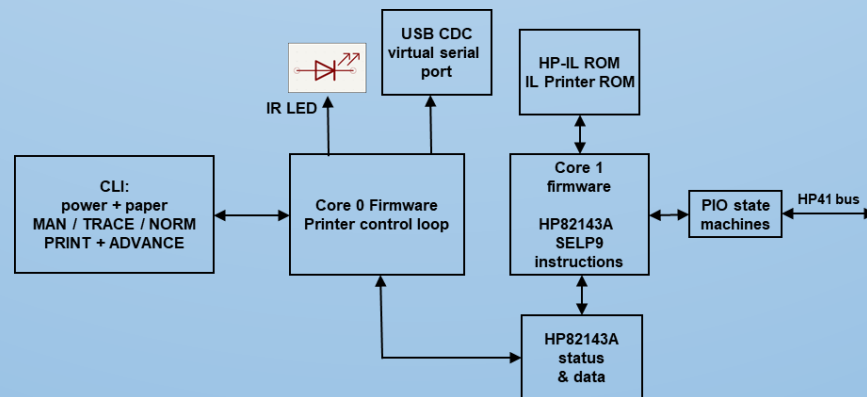 USB CDC
virtual serial
port
HP-IL ROM
IL Printer ROM
IR LED
CLI:
power + paper
MAN / TRACE / NORM
PRINT + ADVANCE
Core 0 Firmware
Printer control loop
Core 1
firmware
HP82143A
SELP9
instructions
PIO state
machines
HP41 bus
HP82143A
status
& data